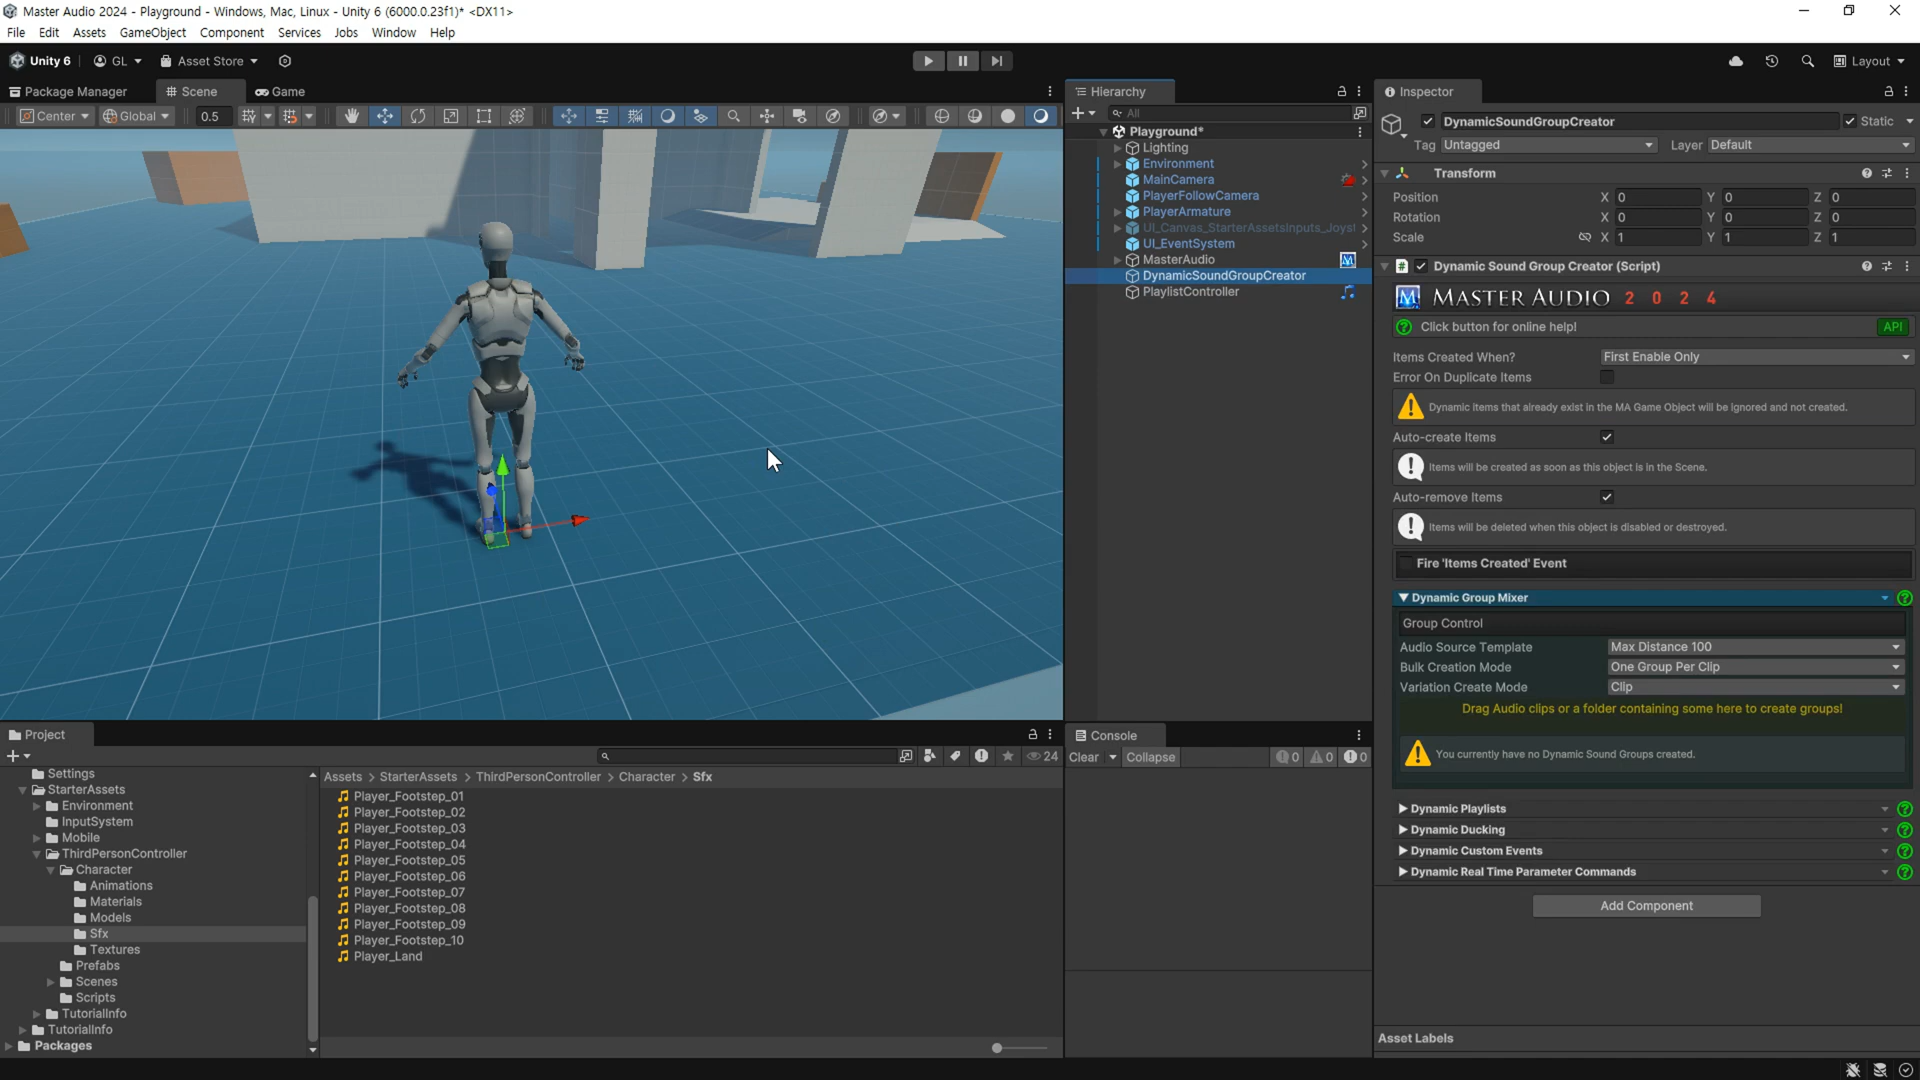 Master Audio 2024 - Playground - Windows, Mac, Linux - Unity 6 (6000.0.23f1)* <DX11>
File Edit Assets GameObject Component Services Jobs Window Help
Unity 6 GL Asset Store Layout
Package Manager Scene Game
Center Global 0.5
Hierarchy
All
Playground*
Lighting
Environment
MainCamera
PlayerFollowCamera
PlayerArmature
UI_Canvas_StarterAssetsInputs_Joyst
UI_EventSystem
MasterAudio
DynamicSoundGroupCreator
PlaylistController
Inspector
DynamicSoundGroupCreator Static
Tag Untagged Layer Default
Transform
Position X 0 Y 0 Z 0
Rotation X 0 Y 0 Z 0
Scale X 1 Y 1 Z 1
Dynamic Sound Group Creator (Script)
MASTER AUDIO 2 0 2 4
Click button for online help! API
Items Created When? First Enable Only
Error On Duplicate Items
Dynamic items that already exist in the MA Game Object will be ignored and not created.
Auto-create Items
Items will be created as soon as this object is in the Scene.
Auto-remove Items
Items will be deleted when this object is disabled or destroyed.
Fire 'Items Created' Event
Dynamic Group Mixer
Group Control
Audio Source Template Max Distance 100
Bulk Creation Mode One Group Per Clip
Variation Create Mode Clip
Drag Audio clips or a folder containing some here to create groups!
You currently have no Dynamic Sound Groups created.
Dynamic Playlists
Dynamic Ducking
Dynamic Custom Events
Dynamic Real Time Parameter Commands
Add Component
Asset Labels
Project
24
Settings
StarterAssets
Environment
InputSystem
Mobile
ThirdPersonController
Character
Animations
Materials
Models
Sfx
Textures
Prefabs
Scenes
Scripts
TutorialInfo
TutorialInfo
Packages
Assets > StarterAssets > ThirdPersonController > Character > Sfx
Player_Footstep_01
Player_Footstep_02
Player_Footstep_03
Player_Footstep_04
Player_Footstep_05
Player_Footstep_06
Player_Footstep_07
Player_Footstep_08
Player_Footstep_09
Player_Footstep_10
Player_Land
Console
Clear Collapse 0 0 0